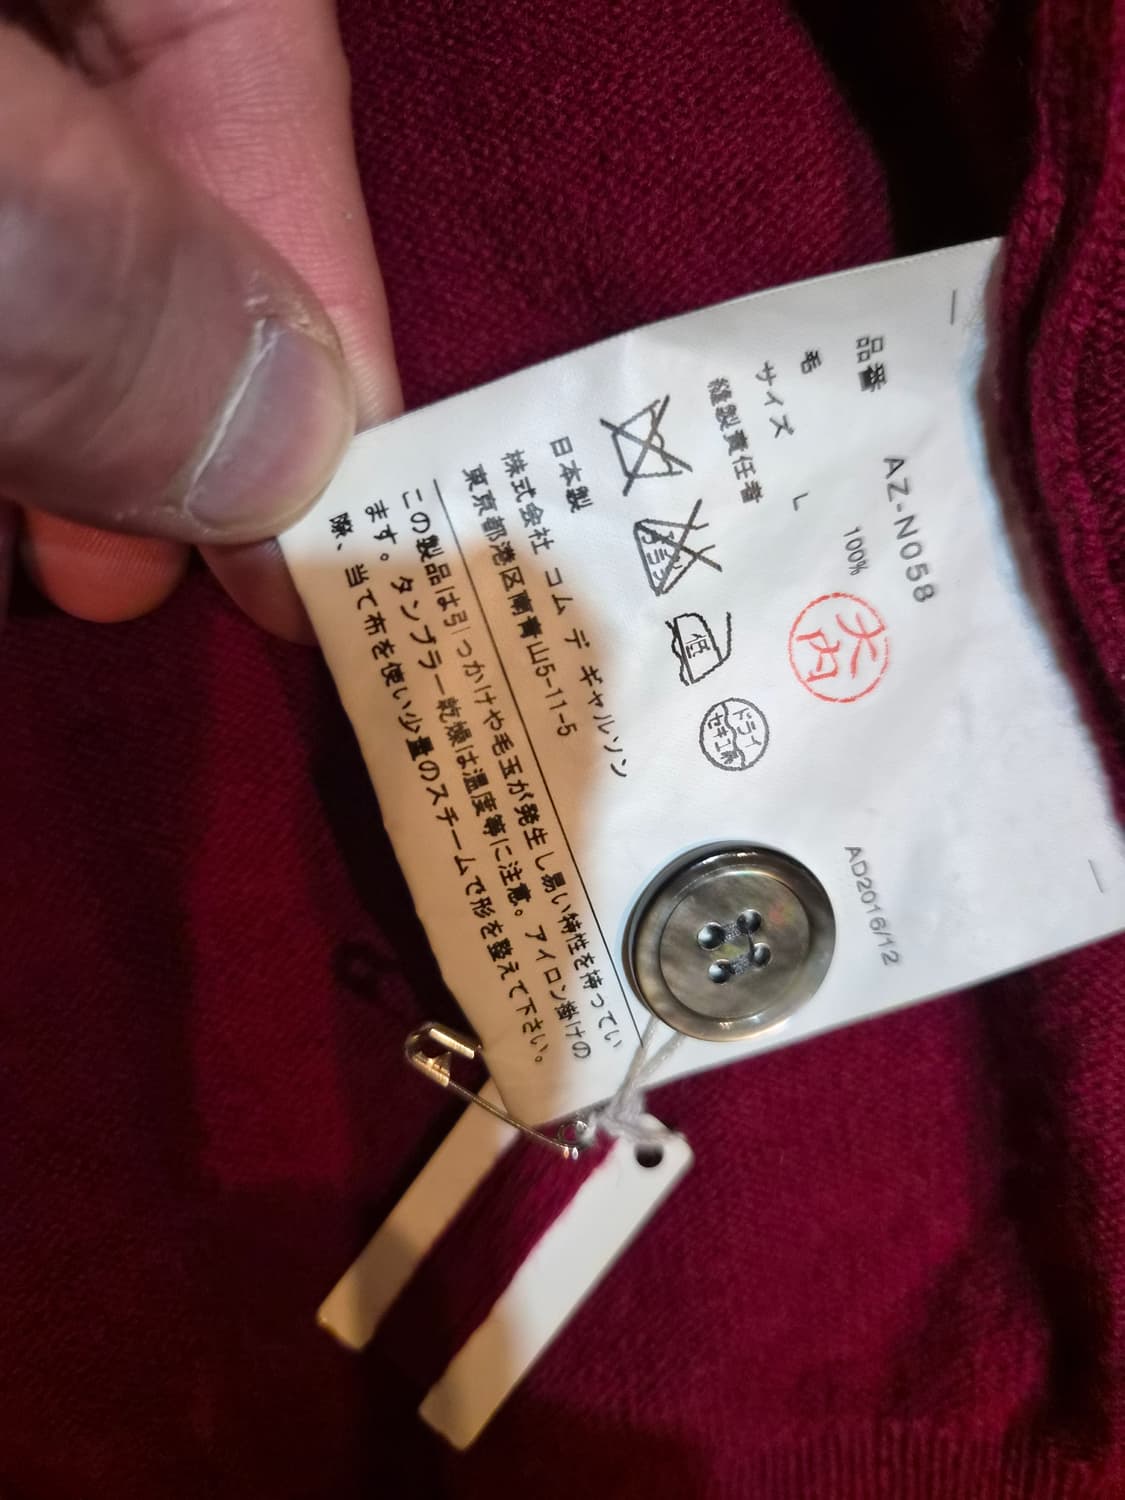 品番 AZ-N058
毛 100%
サイズ L
縫製責任者
大内
AD2016/12
低
ドライ
セキユ系
日本製
株式会社 コム デ ギャルソン
東京都港区南青山5-11-5
この製品は引っかけや毛玉が発生し易い特性を持ってい
ます。タンブラー乾燥は温度等に注意。アイロン掛けの
際、当て布を使い少量のスチームで形を整えて下さい。